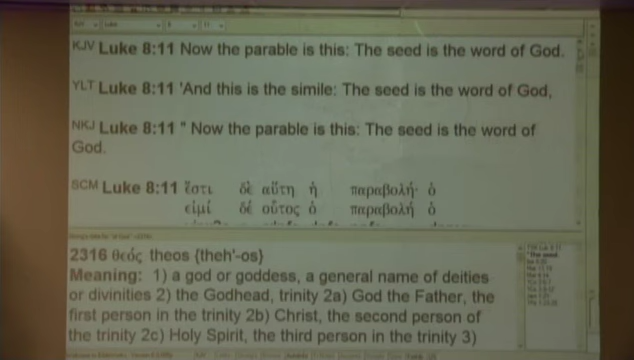 KJV Luke 8:11 Now the parable is this: The seed is the word of God.
YLT Luke 8:11 'And this is the simile: The seed is the word of God,
NKJ Luke 8:11 " Now the parable is this: The seed is the word of
God.
SCM Luke 8:11 ἔστι δὲ αὕτη ἡ παραβολή· ὁ
εἰμί δέ οὗτος ὁ παραβολή ὁ
2316 θεός theos {theh'-os}
Meaning: 1) a god or goddess, a general name of deities
or divinities 2) the Godhead, trinity 2a) God the Father, the
first person in the trinity 2b) Christ, the second person of
the trinity 2c) Holy Spirit, the third person in the trinity 3)